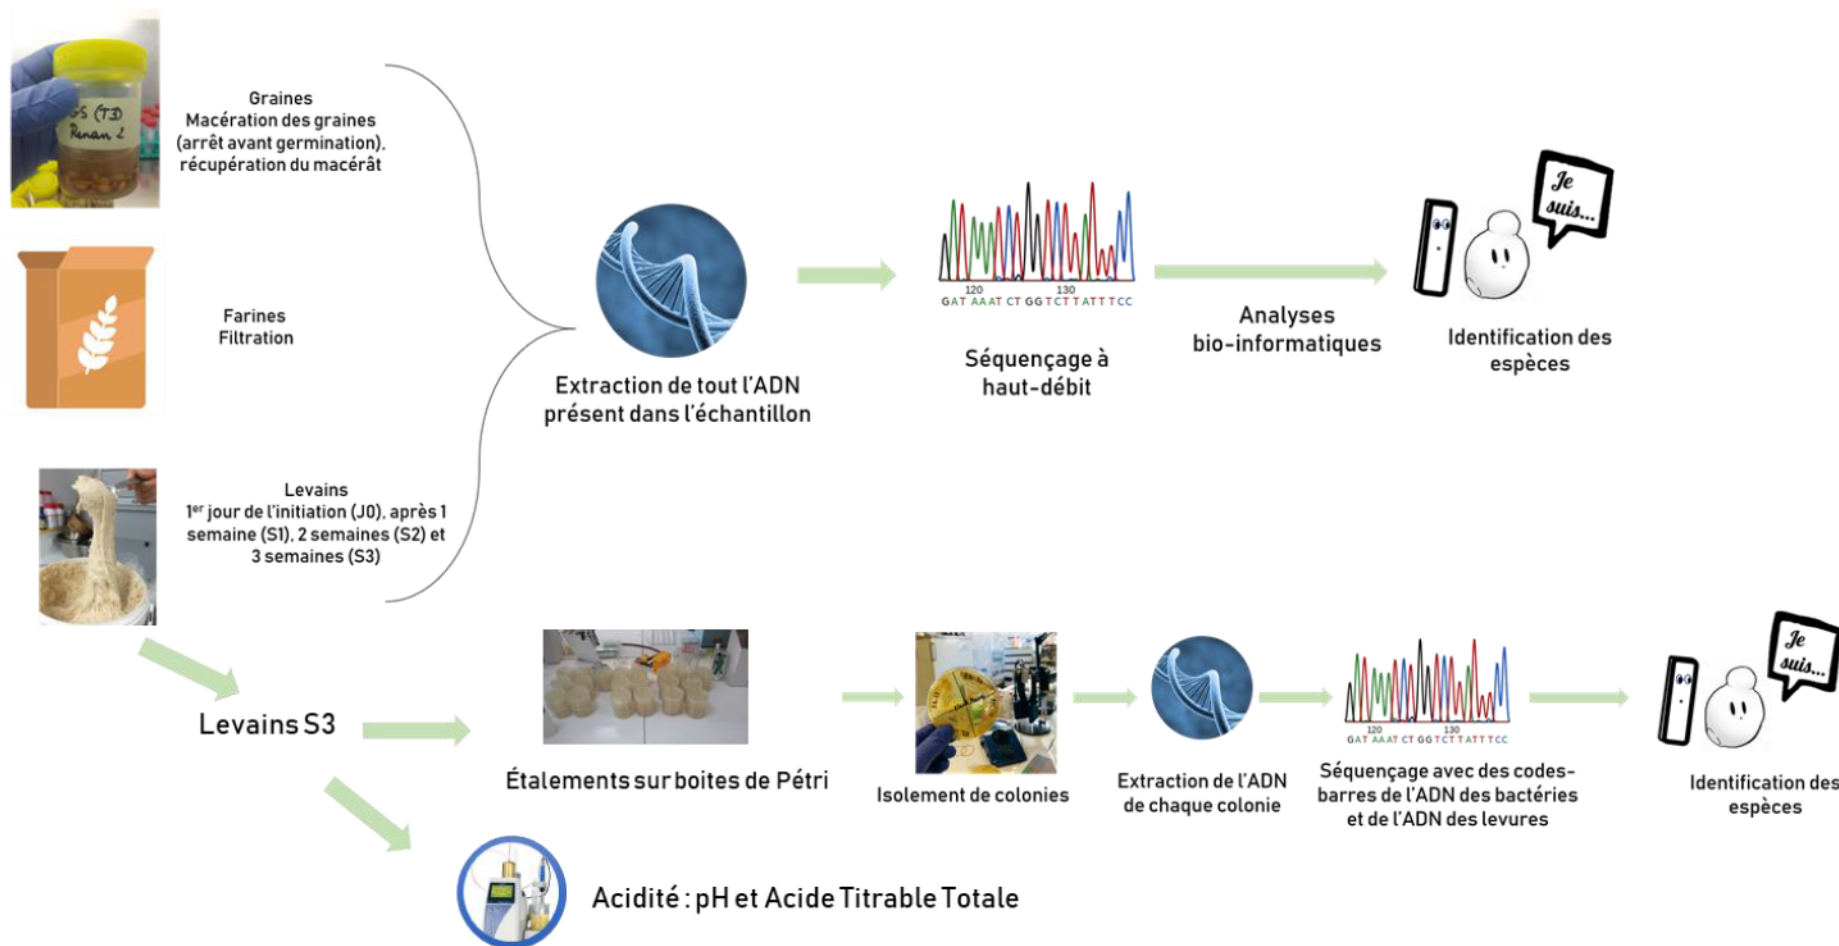 GS (T3)
Renan 2
Graines
Macération des graines
(arrêt avant germination),
récupération du macérât
Farines
Filtration
Levains
1er jour de l'initiation (J0), après 1
semaine (S1), 2 semaines (S2) et
3 semaines (S3)
Extraction de tout l'ADN
présent dans l'échantillon
120 130
GAT AAAT CT GGTCTTATTTCC
Séquençage à
haut-débit
Analyses
bio-informatiques
Je
suis...
Identification des
espèces
Levains S3
Étalements sur boites de Pétri
Isolement de colonies
Extraction de l'ADN
de chaque colonie
120 130
GAT AAAT CT GGTCTTATTTCC
Séquençage avec des codes-
barres de l'ADN des bactéries
et de l'ADN des levures
Je
suis...
Identification des
espèces
Acidité : pH et Acide Titrable Totale